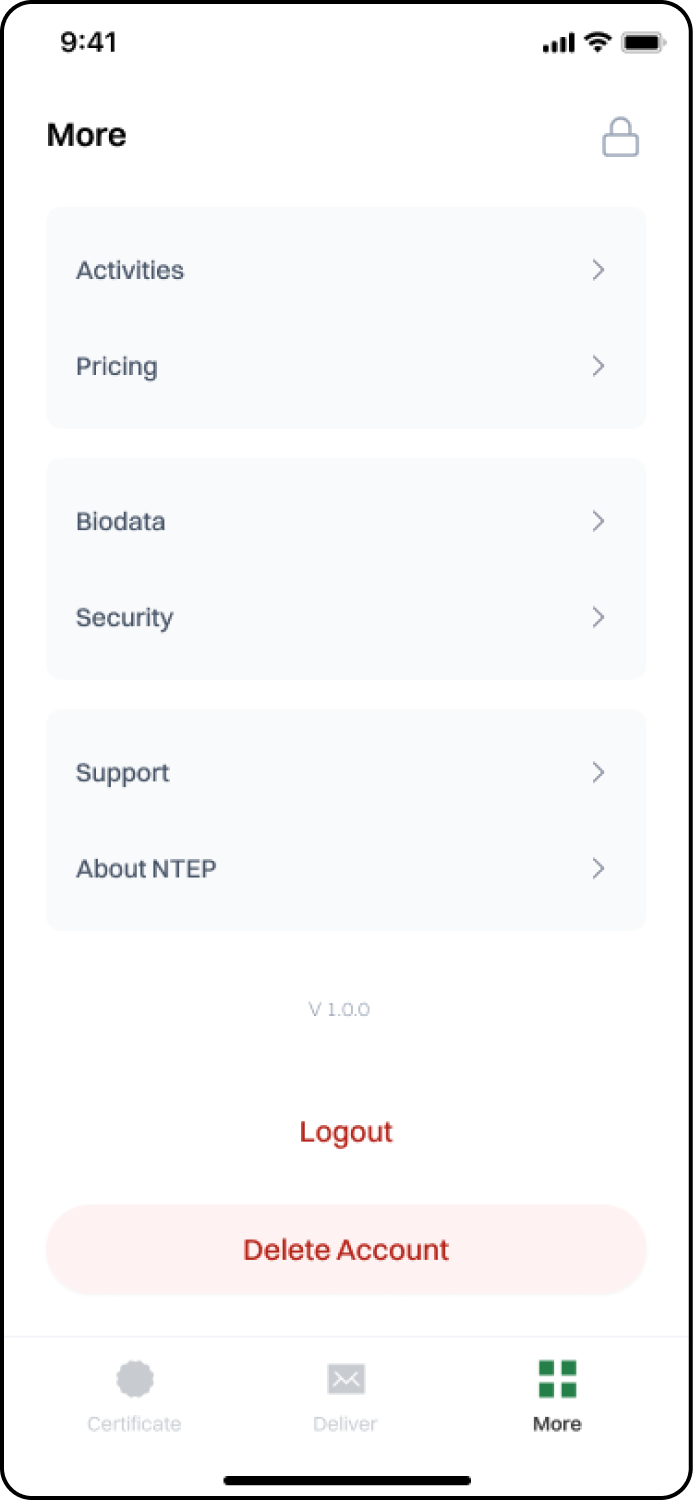 9:41
More
Activities
Pricing
Biodata
Security
Support
About NTEP
V 1.0.0
Logout
Delete Account
Certificate
Deliver
More